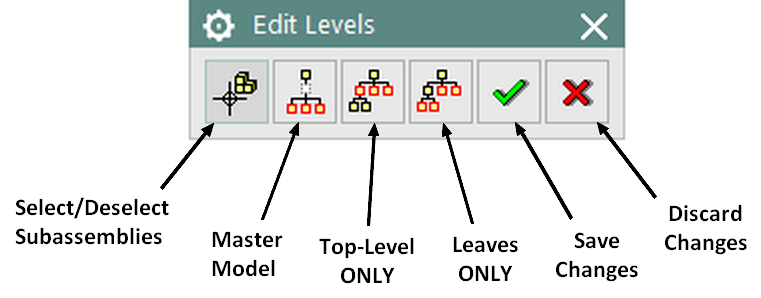 Edit Levels
Select/Deselect
Subassemblies
Master
Model
Top-Level
ONLY
Leaves
ONLY
Save
Changes
Discard
Changes